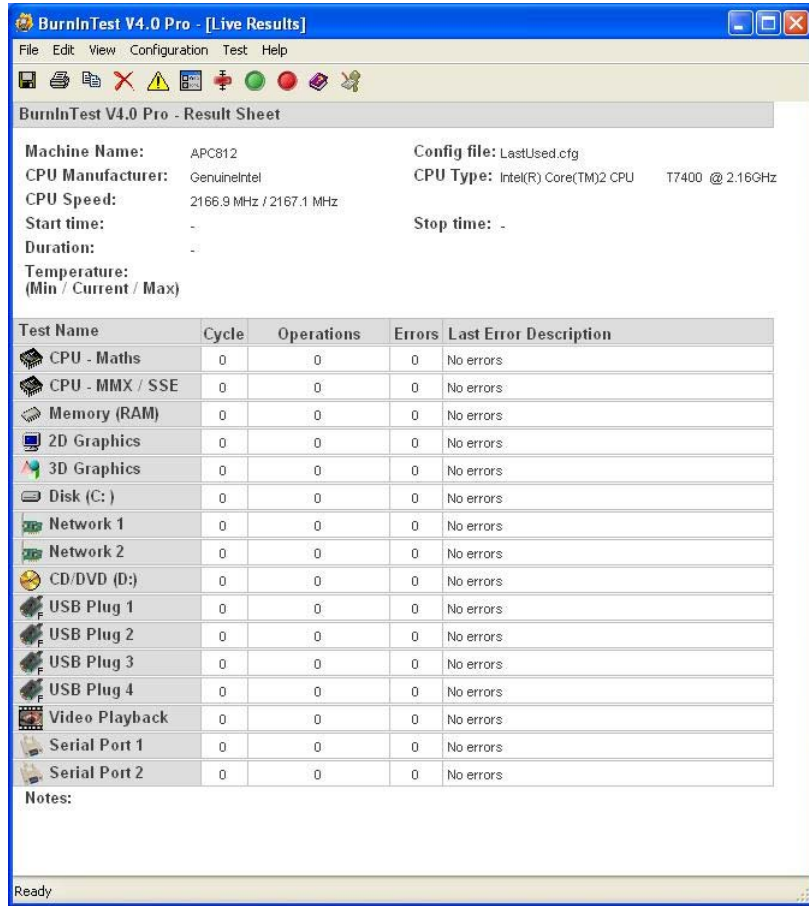 BurnInTest V4.0 Pro - [Live Results]
File Edit View Configuration Test Help
BurnInTest V4.0 Pro - Result Sheet
Machine Name: APC812 Config file: LastUsed.cfg
CPU Manufacturer: GenuineIntel CPU Type: Intel(R) Core(TM)2 CPU T7400 @ 2.16GHz
CPU Speed: 2166.9 MHz / 2167.1 MHz
Start time: - Stop time: -
Duration: -
Temperature:
(Min / Current / Max)
Test Name Cycle Operations Errors Last Error Description
CPU - Maths 0 0 0 No errors
CPU - MMX / SSE 0 0 0 No errors
Memory (RAM) 0 0 0 No errors
2D Graphics 0 0 0 No errors
3D Graphics 0 0 0 No errors
Disk (C: ) 0 0 0 No errors
Network 1 0 0 0 No errors
Network 2 0 0 0 No errors
CD/DVD (D:) 0 0 0 No errors
USB Plug 1 0 0 0 No errors
USB Plug 2 0 0 0 No errors
USB Plug 3 0 0 0 No errors
USB Plug 4 0 0 0 No errors
Video Playback 0 0 0 No errors
Serial Port 1 0 0 0 No errors
Serial Port 2 0 0 0 No errors
Notes:
Ready